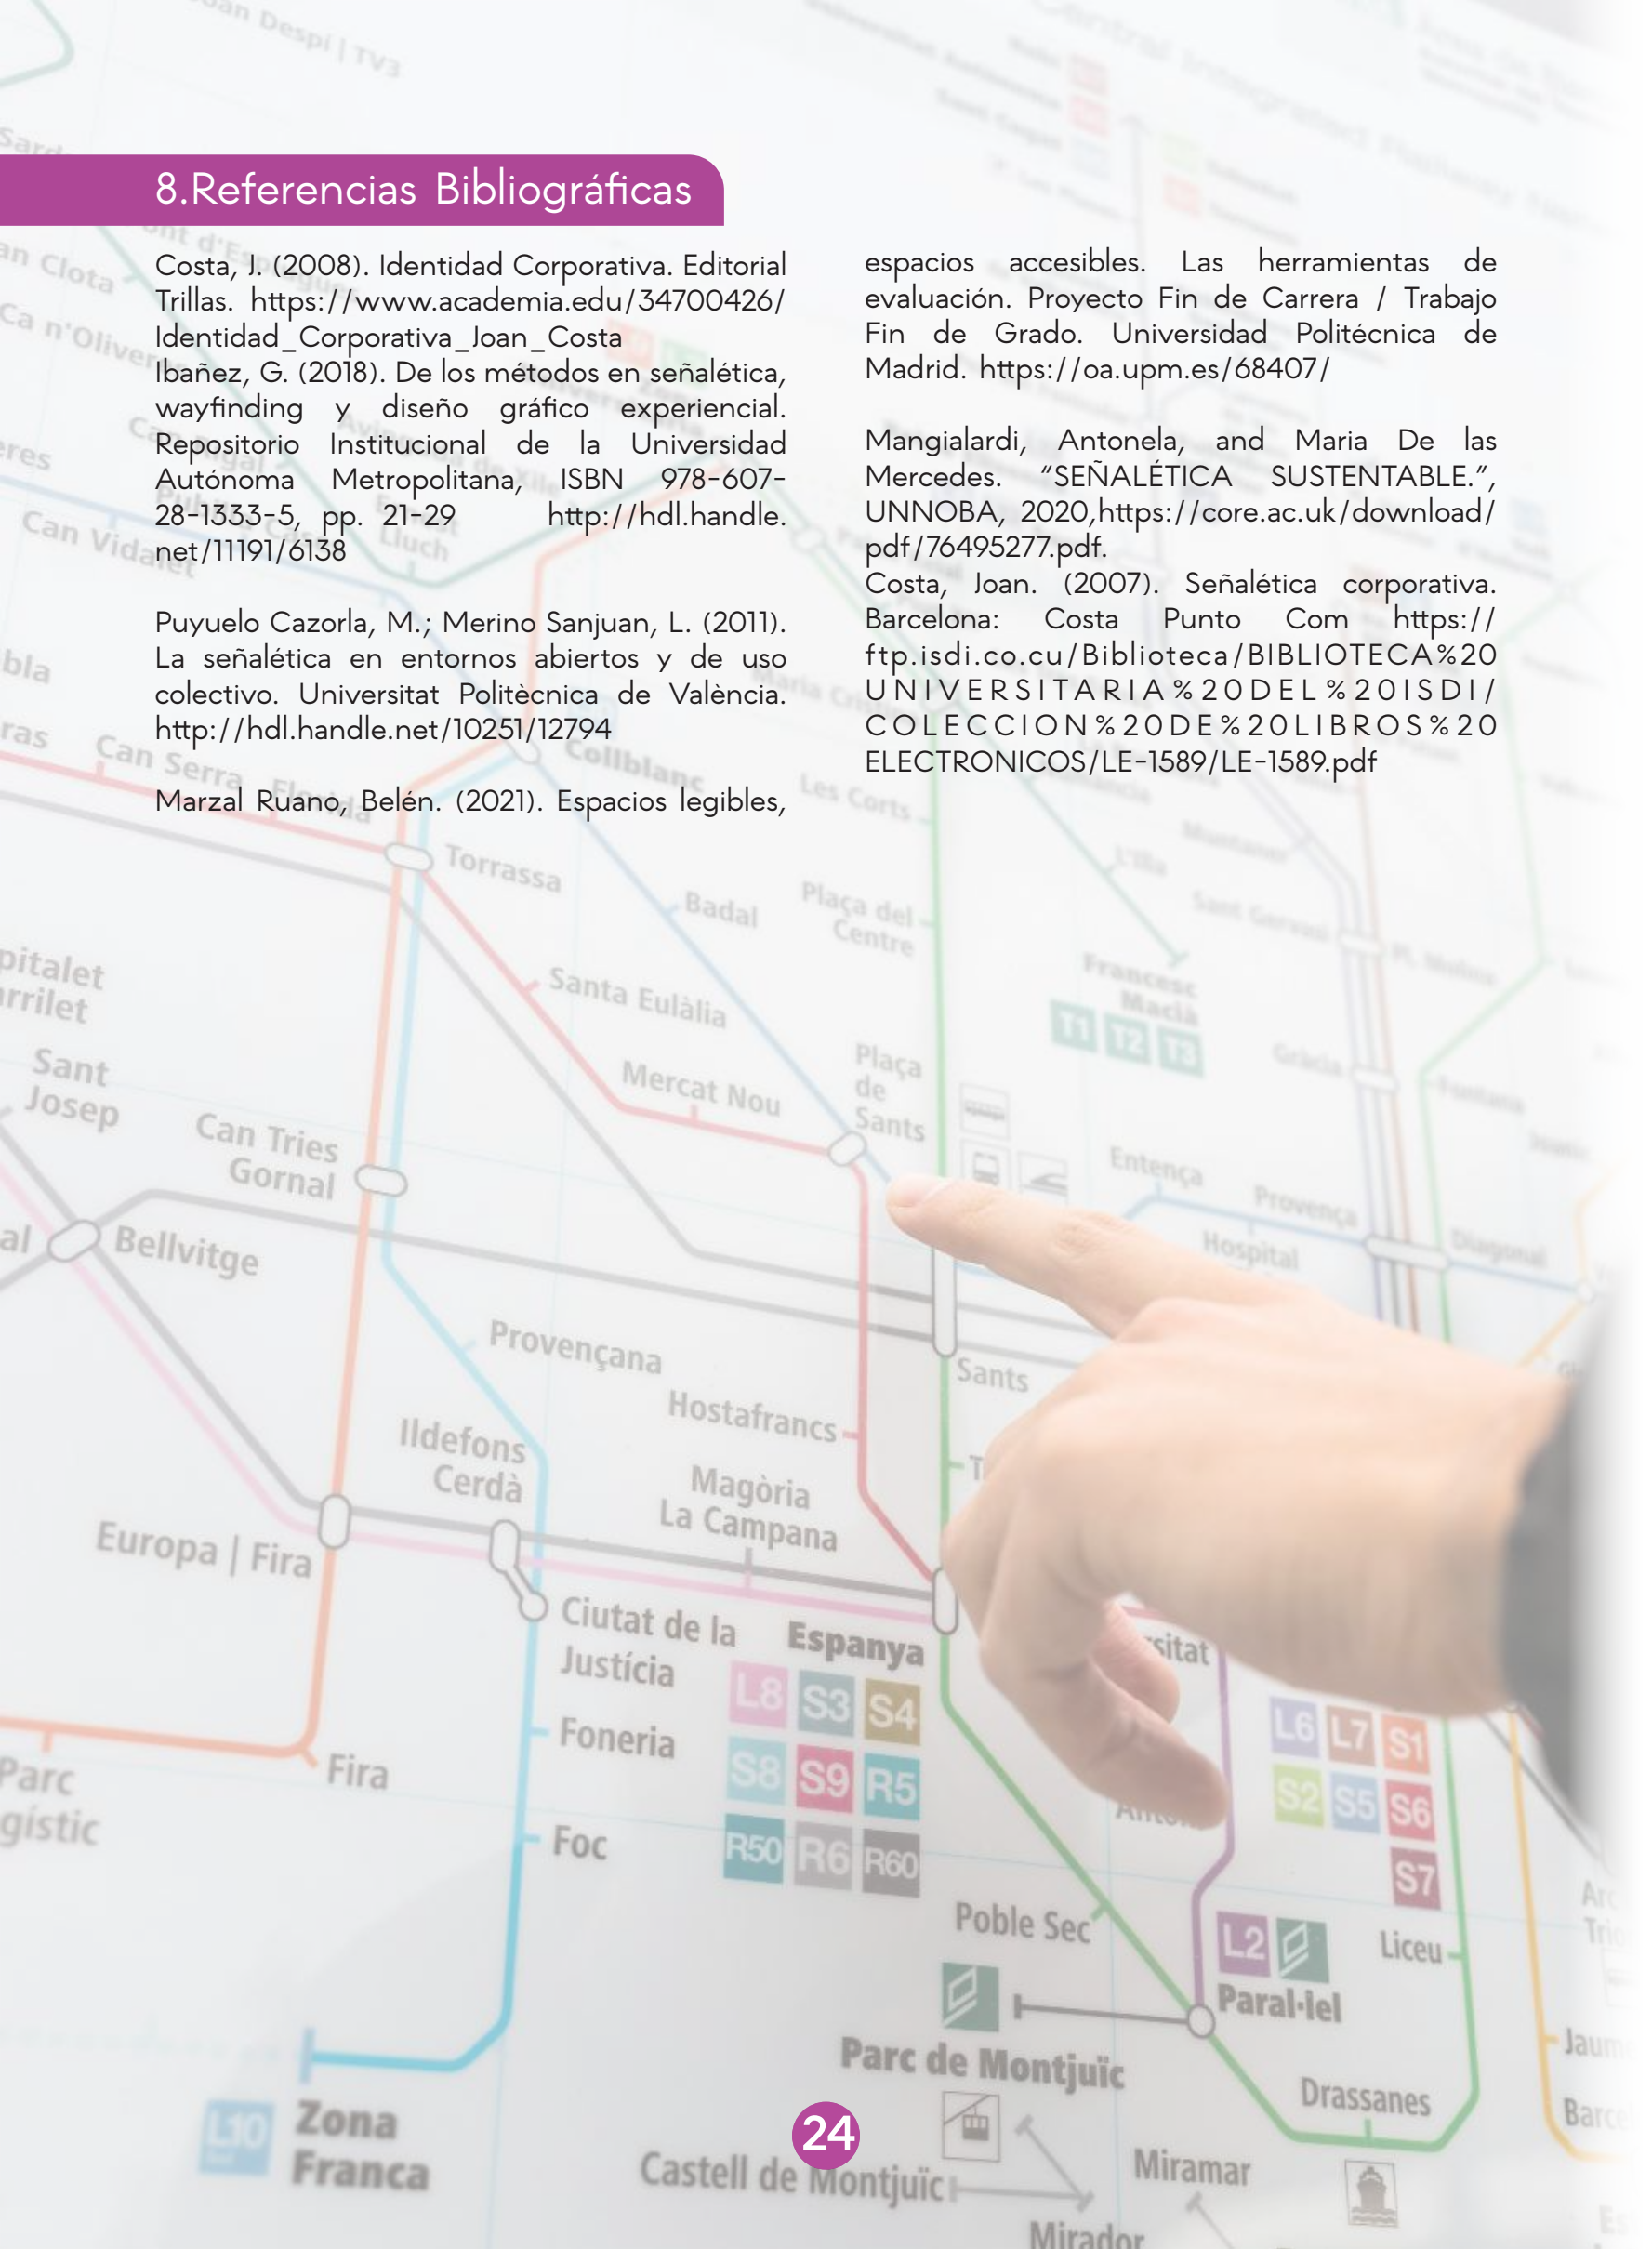 8.Referencias Bibliográficas
Costa, J. (2008). Identidad Corporativa. Editorial
Trillas. https://www.academia.edu/34700426/
Identidad_Corporativa_Joan_Costa
Ibañez, G. (2018). De los métodos en señalética,
wayfinding y diseño gráfico experiencial.
Repositorio Institucional de la Universidad
Autónoma Metropolitana, ISBN 978-607-
28-1333-5, pp. 21-29 http://hdl.handle.
net/11191/6138
Puyuelo Cazorla, M.; Merino Sanjuan, L. (2011).
La señalética en entornos abiertos y de uso
colectivo. Universitat Politècnica de València.
http://hdl.handle.net/10251/12794
Marzal Ruano, Belén. (2021). Espacios legibles,
espacios accesibles. Las herramientas de
evaluación. Proyecto Fin de Carrera / Trabajo
Fin de Grado. Universidad Politécnica de
Madrid. https://oa.upm.es/68407/
Mangialardi, Antonela, and Maria De las
Mercedes. “SEÑALÉTICA SUSTENTABLE.”,
UNNOBA, 2020,https://core.ac.uk/download/
pdf/76495277.pdf.
Costa, Joan. (2007). Señalética corporativa.
Barcelona: Costa Punto Com https://
ftp.isdi.co.cu/Biblioteca/BIBLIOTECA%20
UNIVERSITARIA%20DEL%20ISDI/
COLECCION%20DE%20LIBROS%20
ELECTRONICOS/LE-1589/LE-1589.pdf
Can Vidalet
Can Serra
Florida
Collblanc
Les Corts
Torrassa
Badal
Plaça del
Centre
Santa Eulàlia
Francesc
Macià
T1 T2 T3
Mercat Nou
Plaça
de
Sants
Gràcia
Sant
Josep
Can Tries
Gornal
Entença
Provença
Hospital
Diagonal
Bellvitge
Provençana
Sants
Hostafrancs
Ildefons
Cerdà
Magòria
La Campana
Europa | Fira
Ciutat de la
Justícia
Espanya
L8 S3 S4
S8 S9 R5
R50 R6 R60
L6 L7 S1
S2 S5 S6
S7
Foneria
Fira
Parc
Foc
Poble Sec
L2
Liceu
Paral·lel
Parc de Montjuïc
Drassanes
L10
Zona
Franca
24
Castell de Montjuïc
Miramar
Mirador